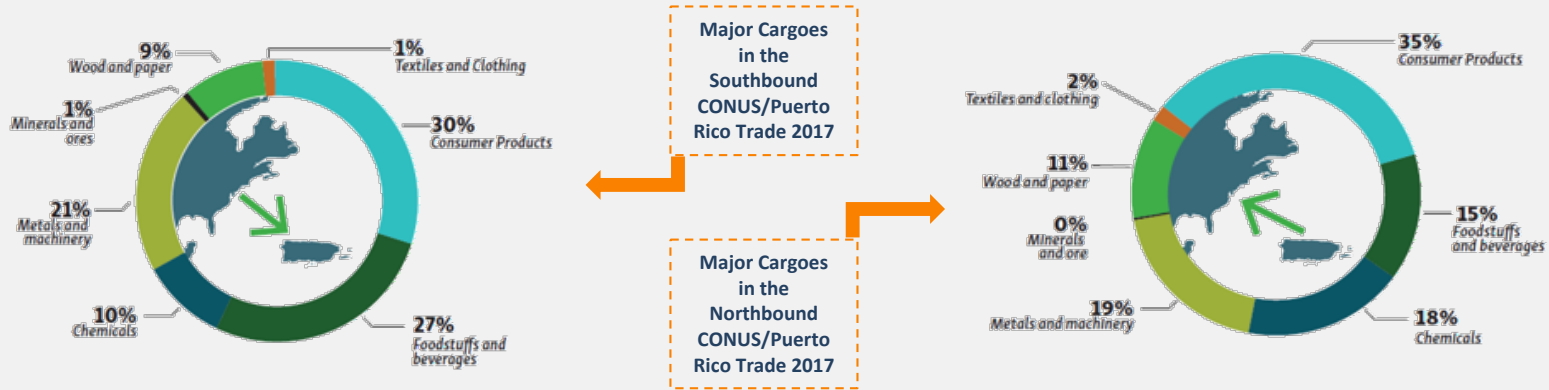 9%
Wood and paper
1%
Textiles and Clothing
1%
Minerals and
ores
30%
Consumer Products
21%
Metals and
machinery
10%
Chemicals
27%
Foodstuffs and
beverages
Major Cargoes
in the
Southbound
CONUS/Puerto
Rico Trade 2017
Major Cargoes
in the
Northbound
CONUS/Puerto
Rico Trade 2017
35%
Consumer Products
2%
Textiles and clothing
11%
Wood and paper
0%
Minerals
and ore
15%
Foodstuffs
and beverages
19%
Metals and machinery
18%
Chemicals